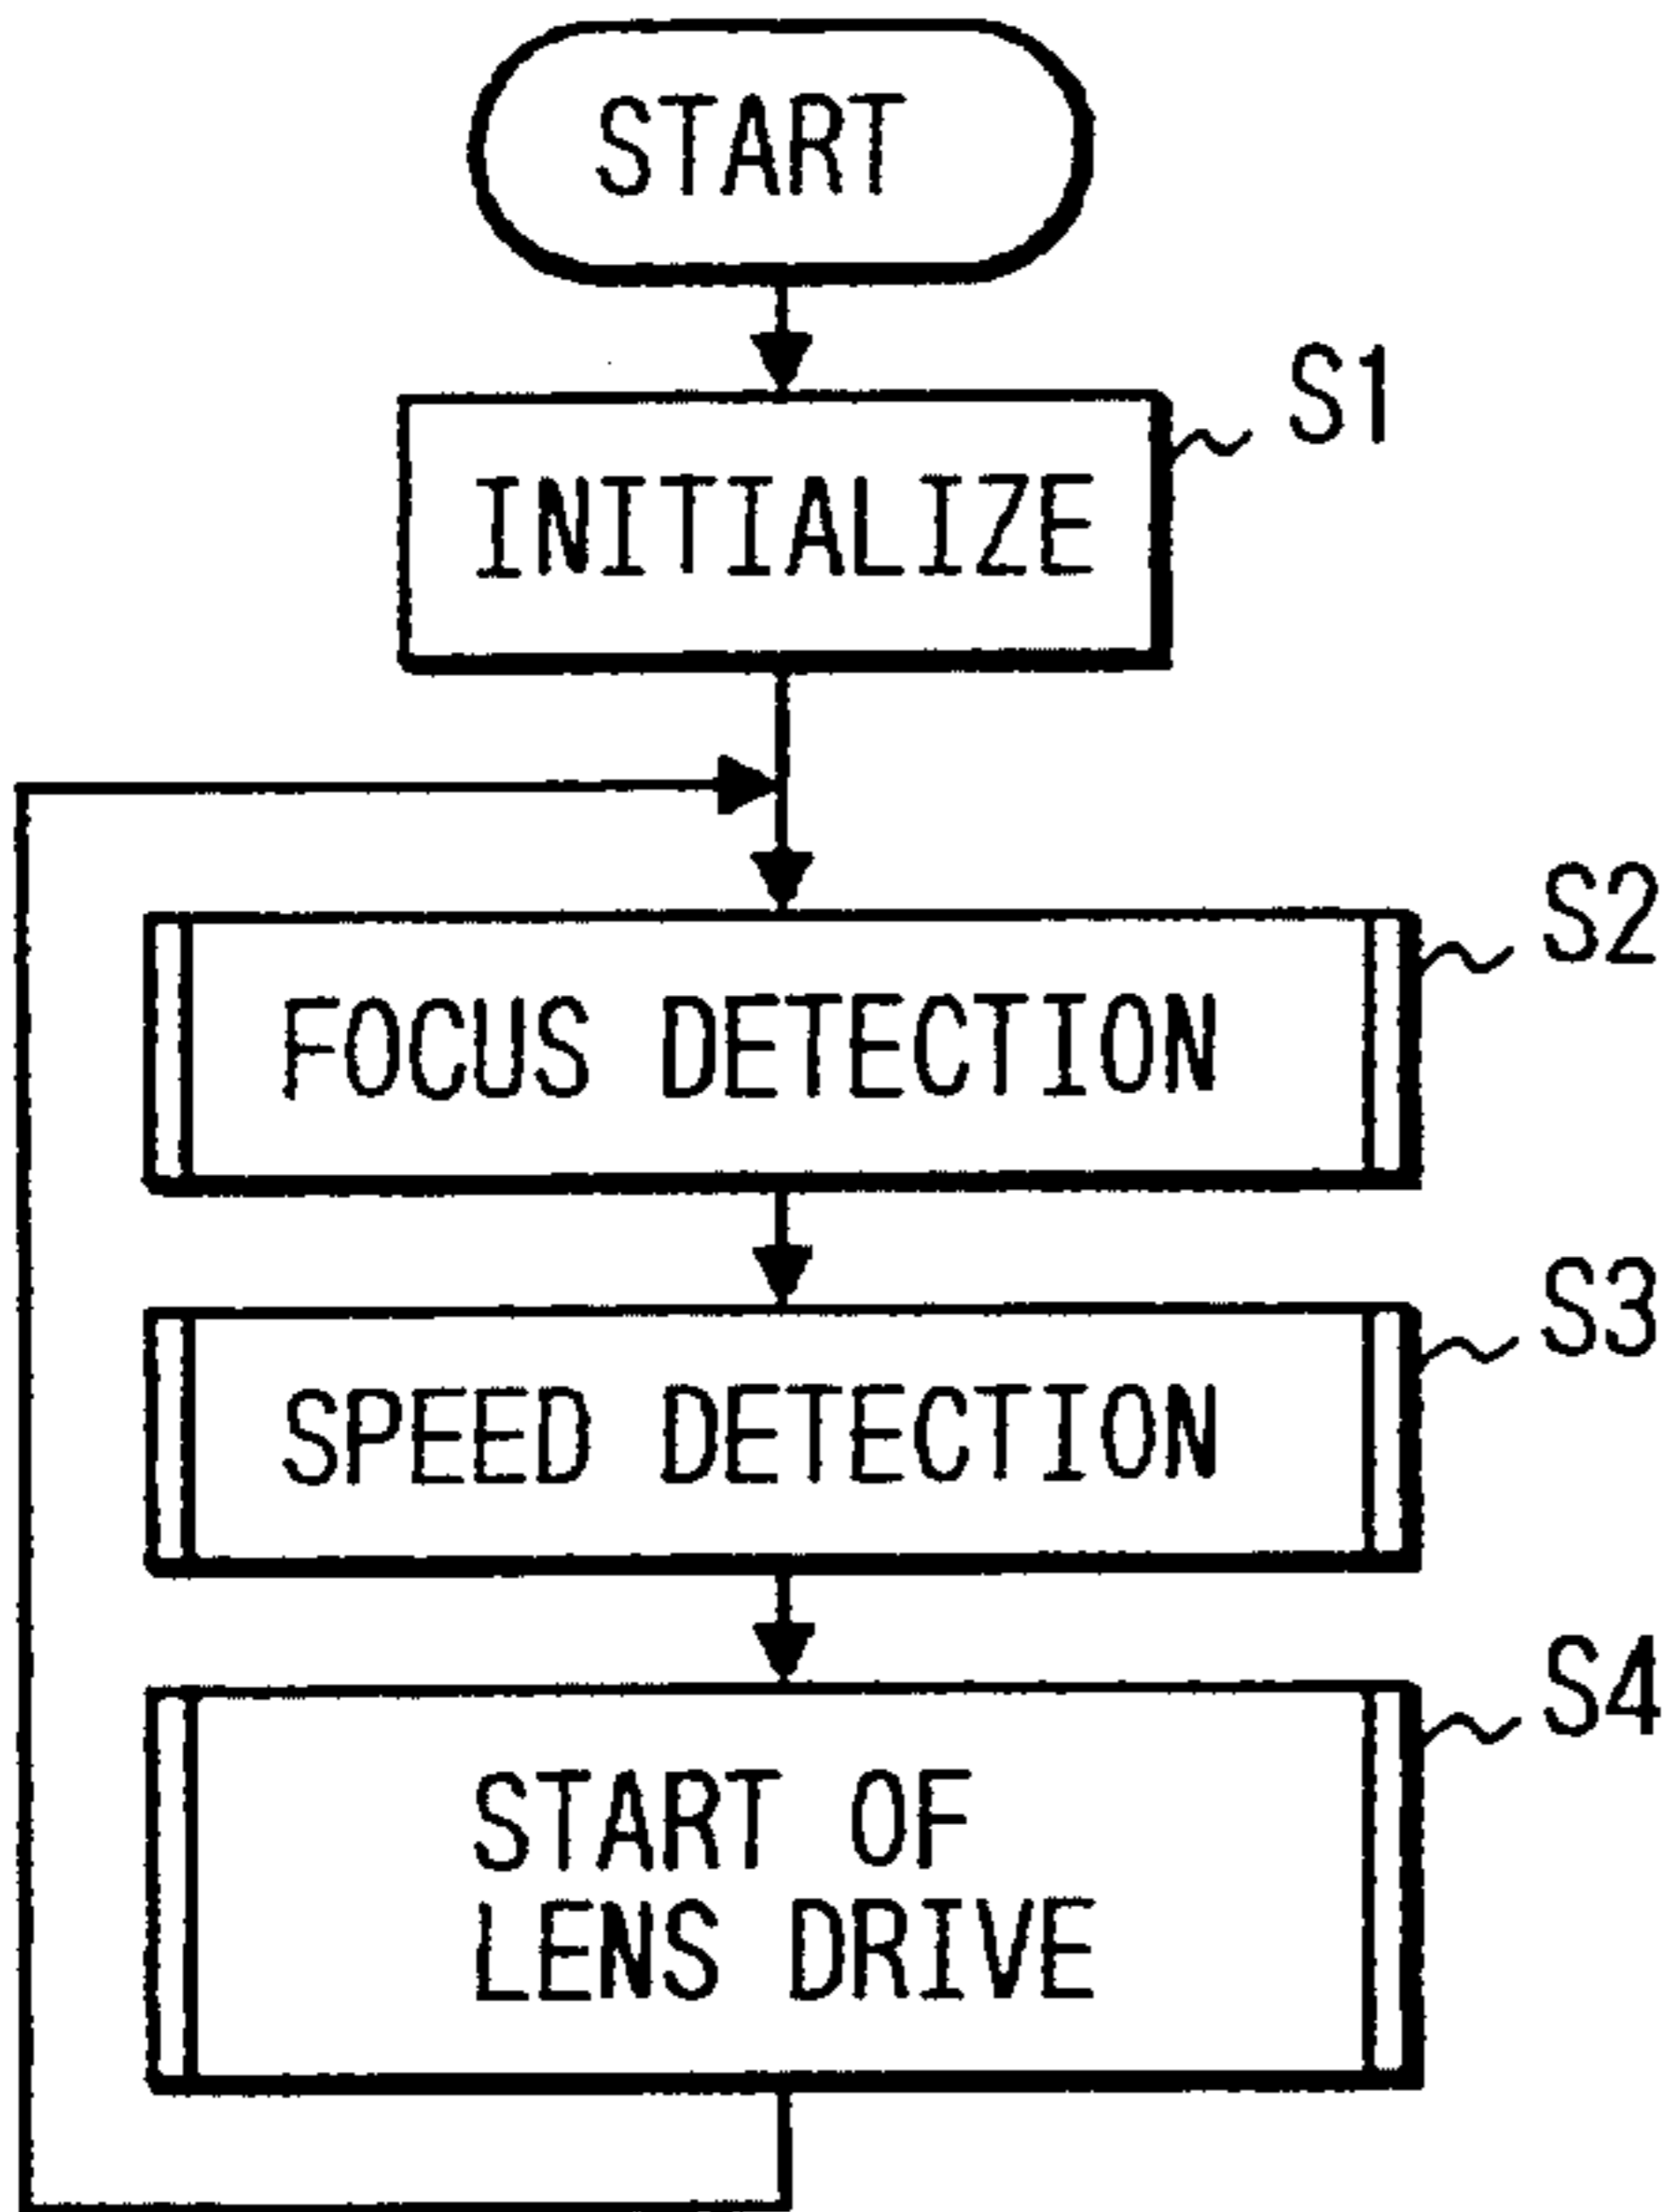 START
S1
INITIALIZE
S2
FOCUS DETECTION
S3
SPEED DETECTION
S4
START OF
LENS DRIVE